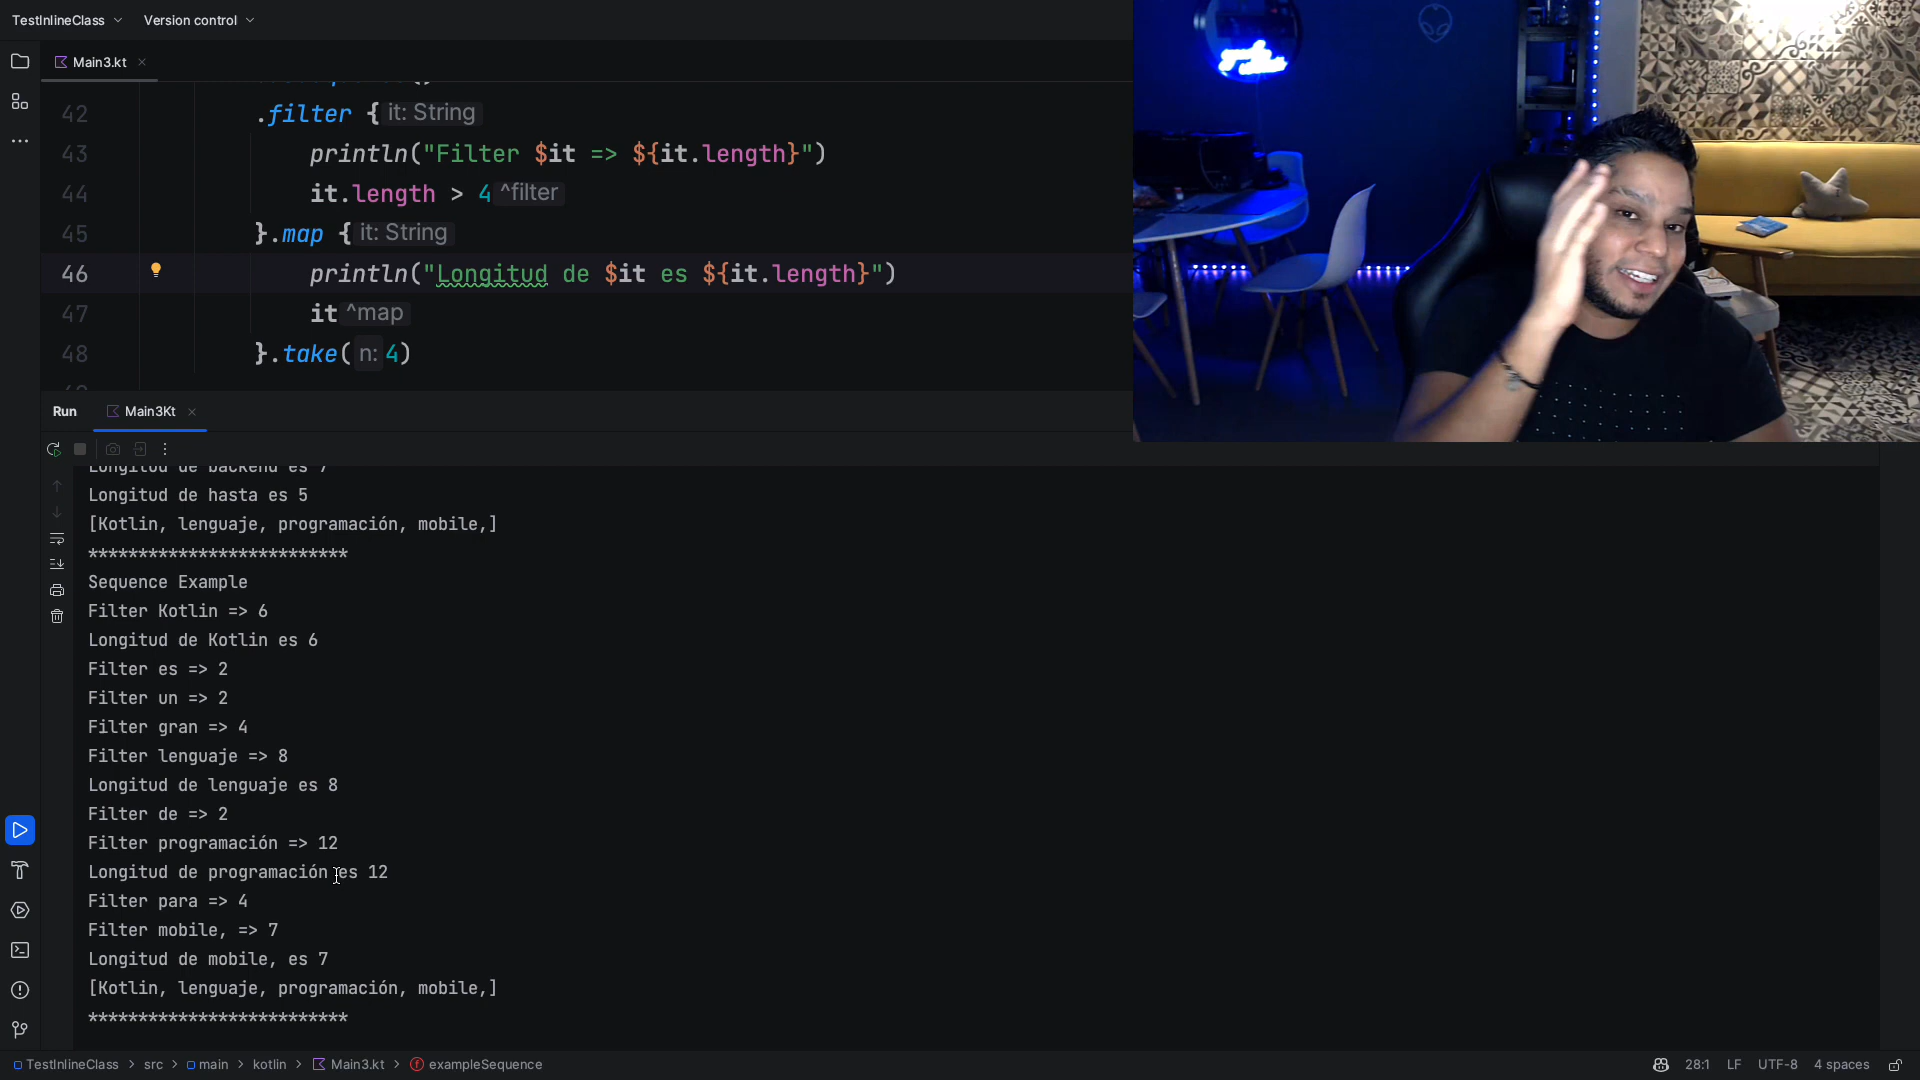 TestInlineClass
Version control
Main3.kt
42 .filter { it: String
43 println("Filter $it => ${it.length}")
44 it.length > 4 ^filter
45 }.map { it: String
46 println("Longitud de $it es ${it.length}")
47 it ^map
48 }.take( n: 4)
Run
Main3Kt
Longitud de backend es 7
Longitud de hasta es 5
[Kotlin, lenguaje, programación, mobile,]
**************************
Sequence Example
Filter Kotlin => 6
Longitud de Kotlin es 6
Filter es => 2
Filter un => 2
Filter gran => 4
Filter lenguaje => 8
Longitud de lenguaje es 8
Filter de => 2
Filter programación => 12
Longitud de programación es 12
Filter para => 4
Filter mobile, => 7
Longitud de mobile, es 7
[Kotlin, lenguaje, programación, mobile,]
**************************
TestInlineClass > src > main > kotlin > Main3.kt > exampleSequence
28:1 LF UTF-8 4 spaces